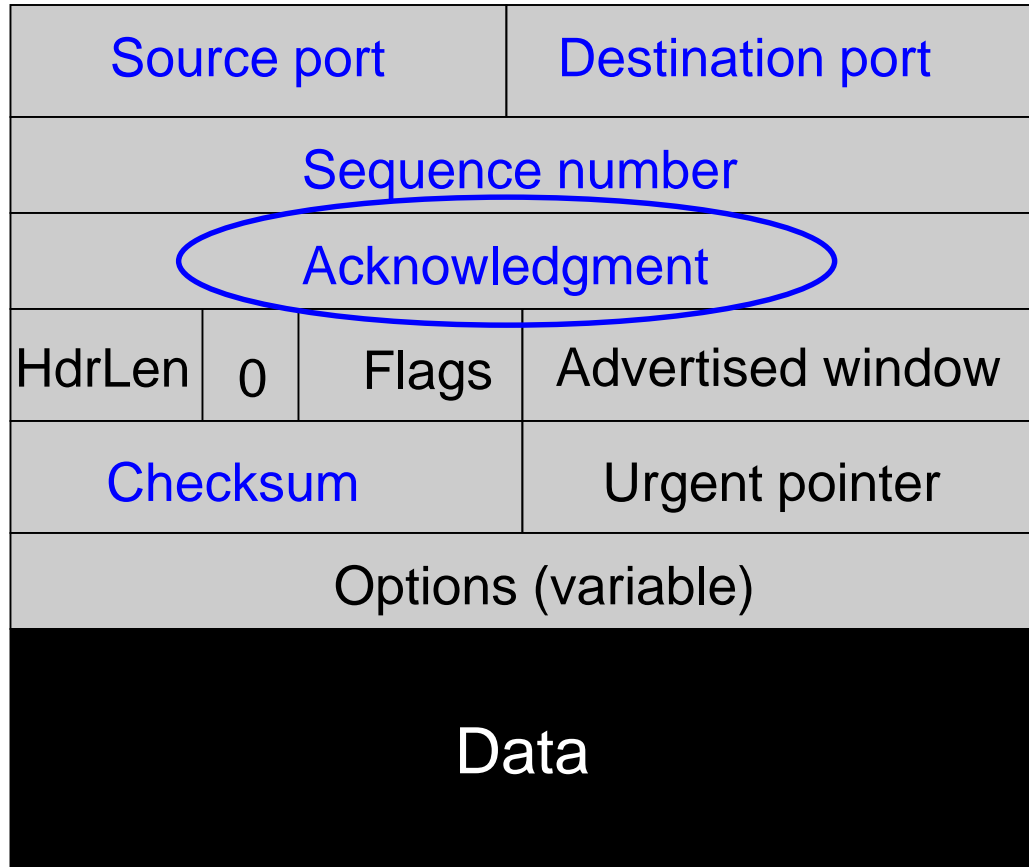 Source port Destination port
Sequence number
Acknowledgment
HdrLen 0 Flags Advertised window
Checksum Urgent pointer
Options (variable)
Data